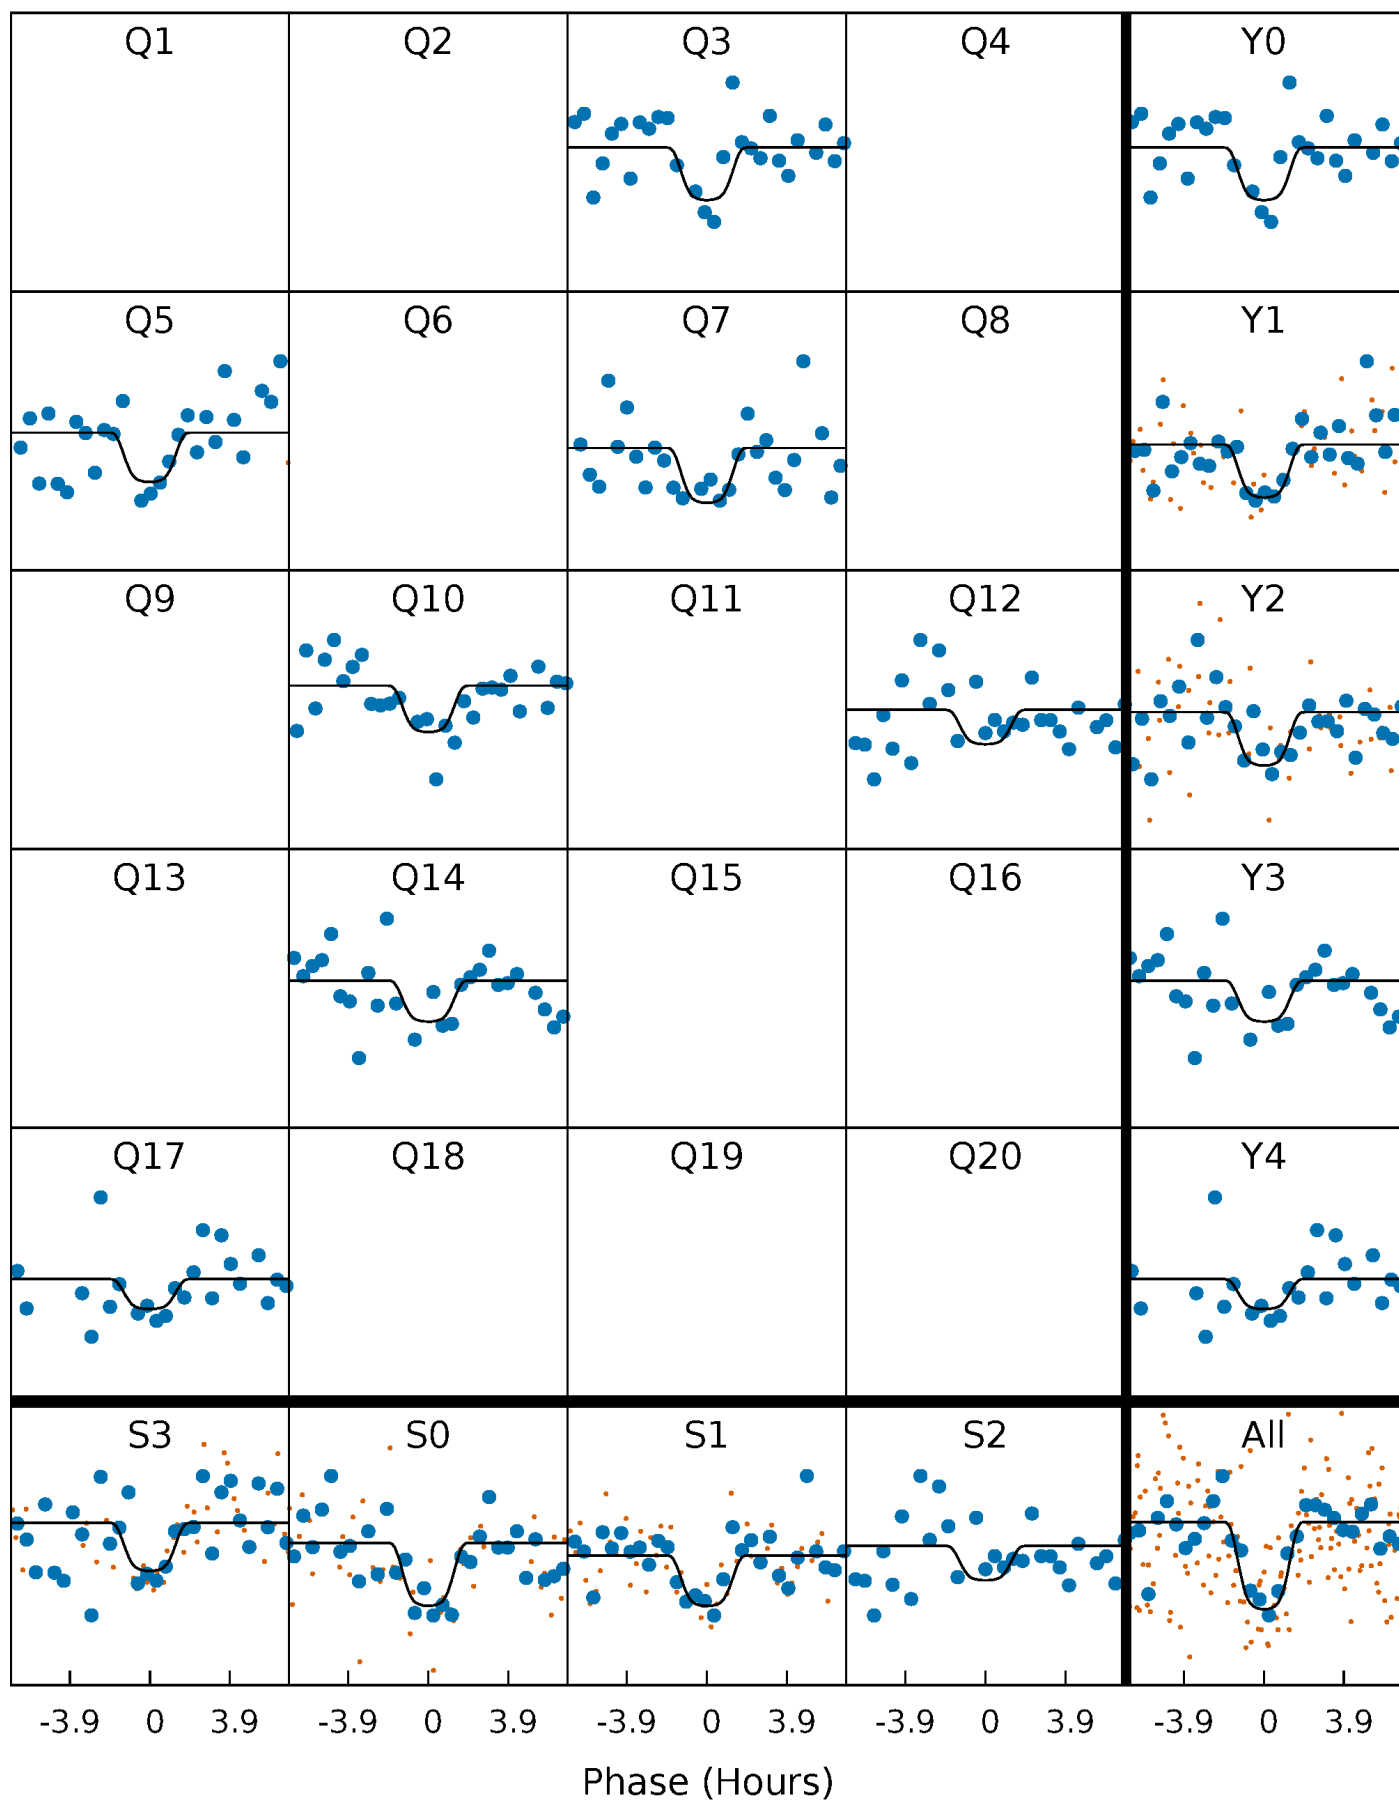 Q1 Q2 Q3 Q4 Y0
Q5 Q6 Q7 Q8 Y1
Q9 Q10 Q11 Q12 Y2
Q13 Q14 Q15 Q16 Y3
Q17 Q18 Q19 Q20 Y4
S3 S0 S1 S2 All
-3.9 0 3.9 -3.9 0 3.9 -3.9 0 3.9 -3.9 0 3.9 -3.9 0 3.9
Phase (Hours)